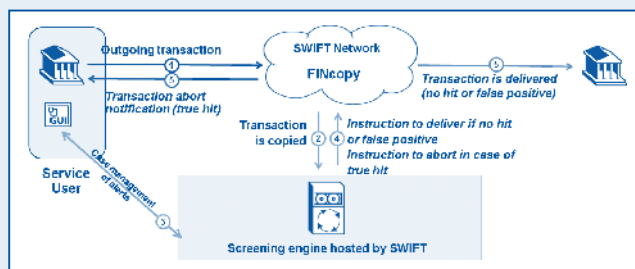 Outgoing transaction
4
5
Transaction abort
notification (true hit)
SWIFT Network
FINcopy
5
Transaction is delivered
(no hit or false positive)
GUI
Service
User
Transaction
is copied
2
4
Instruction to deliver if no hit
or false positive
Instruction to abort in case of
true hit
Case management
of alerts
3
Screening engine hosted by SWIFT